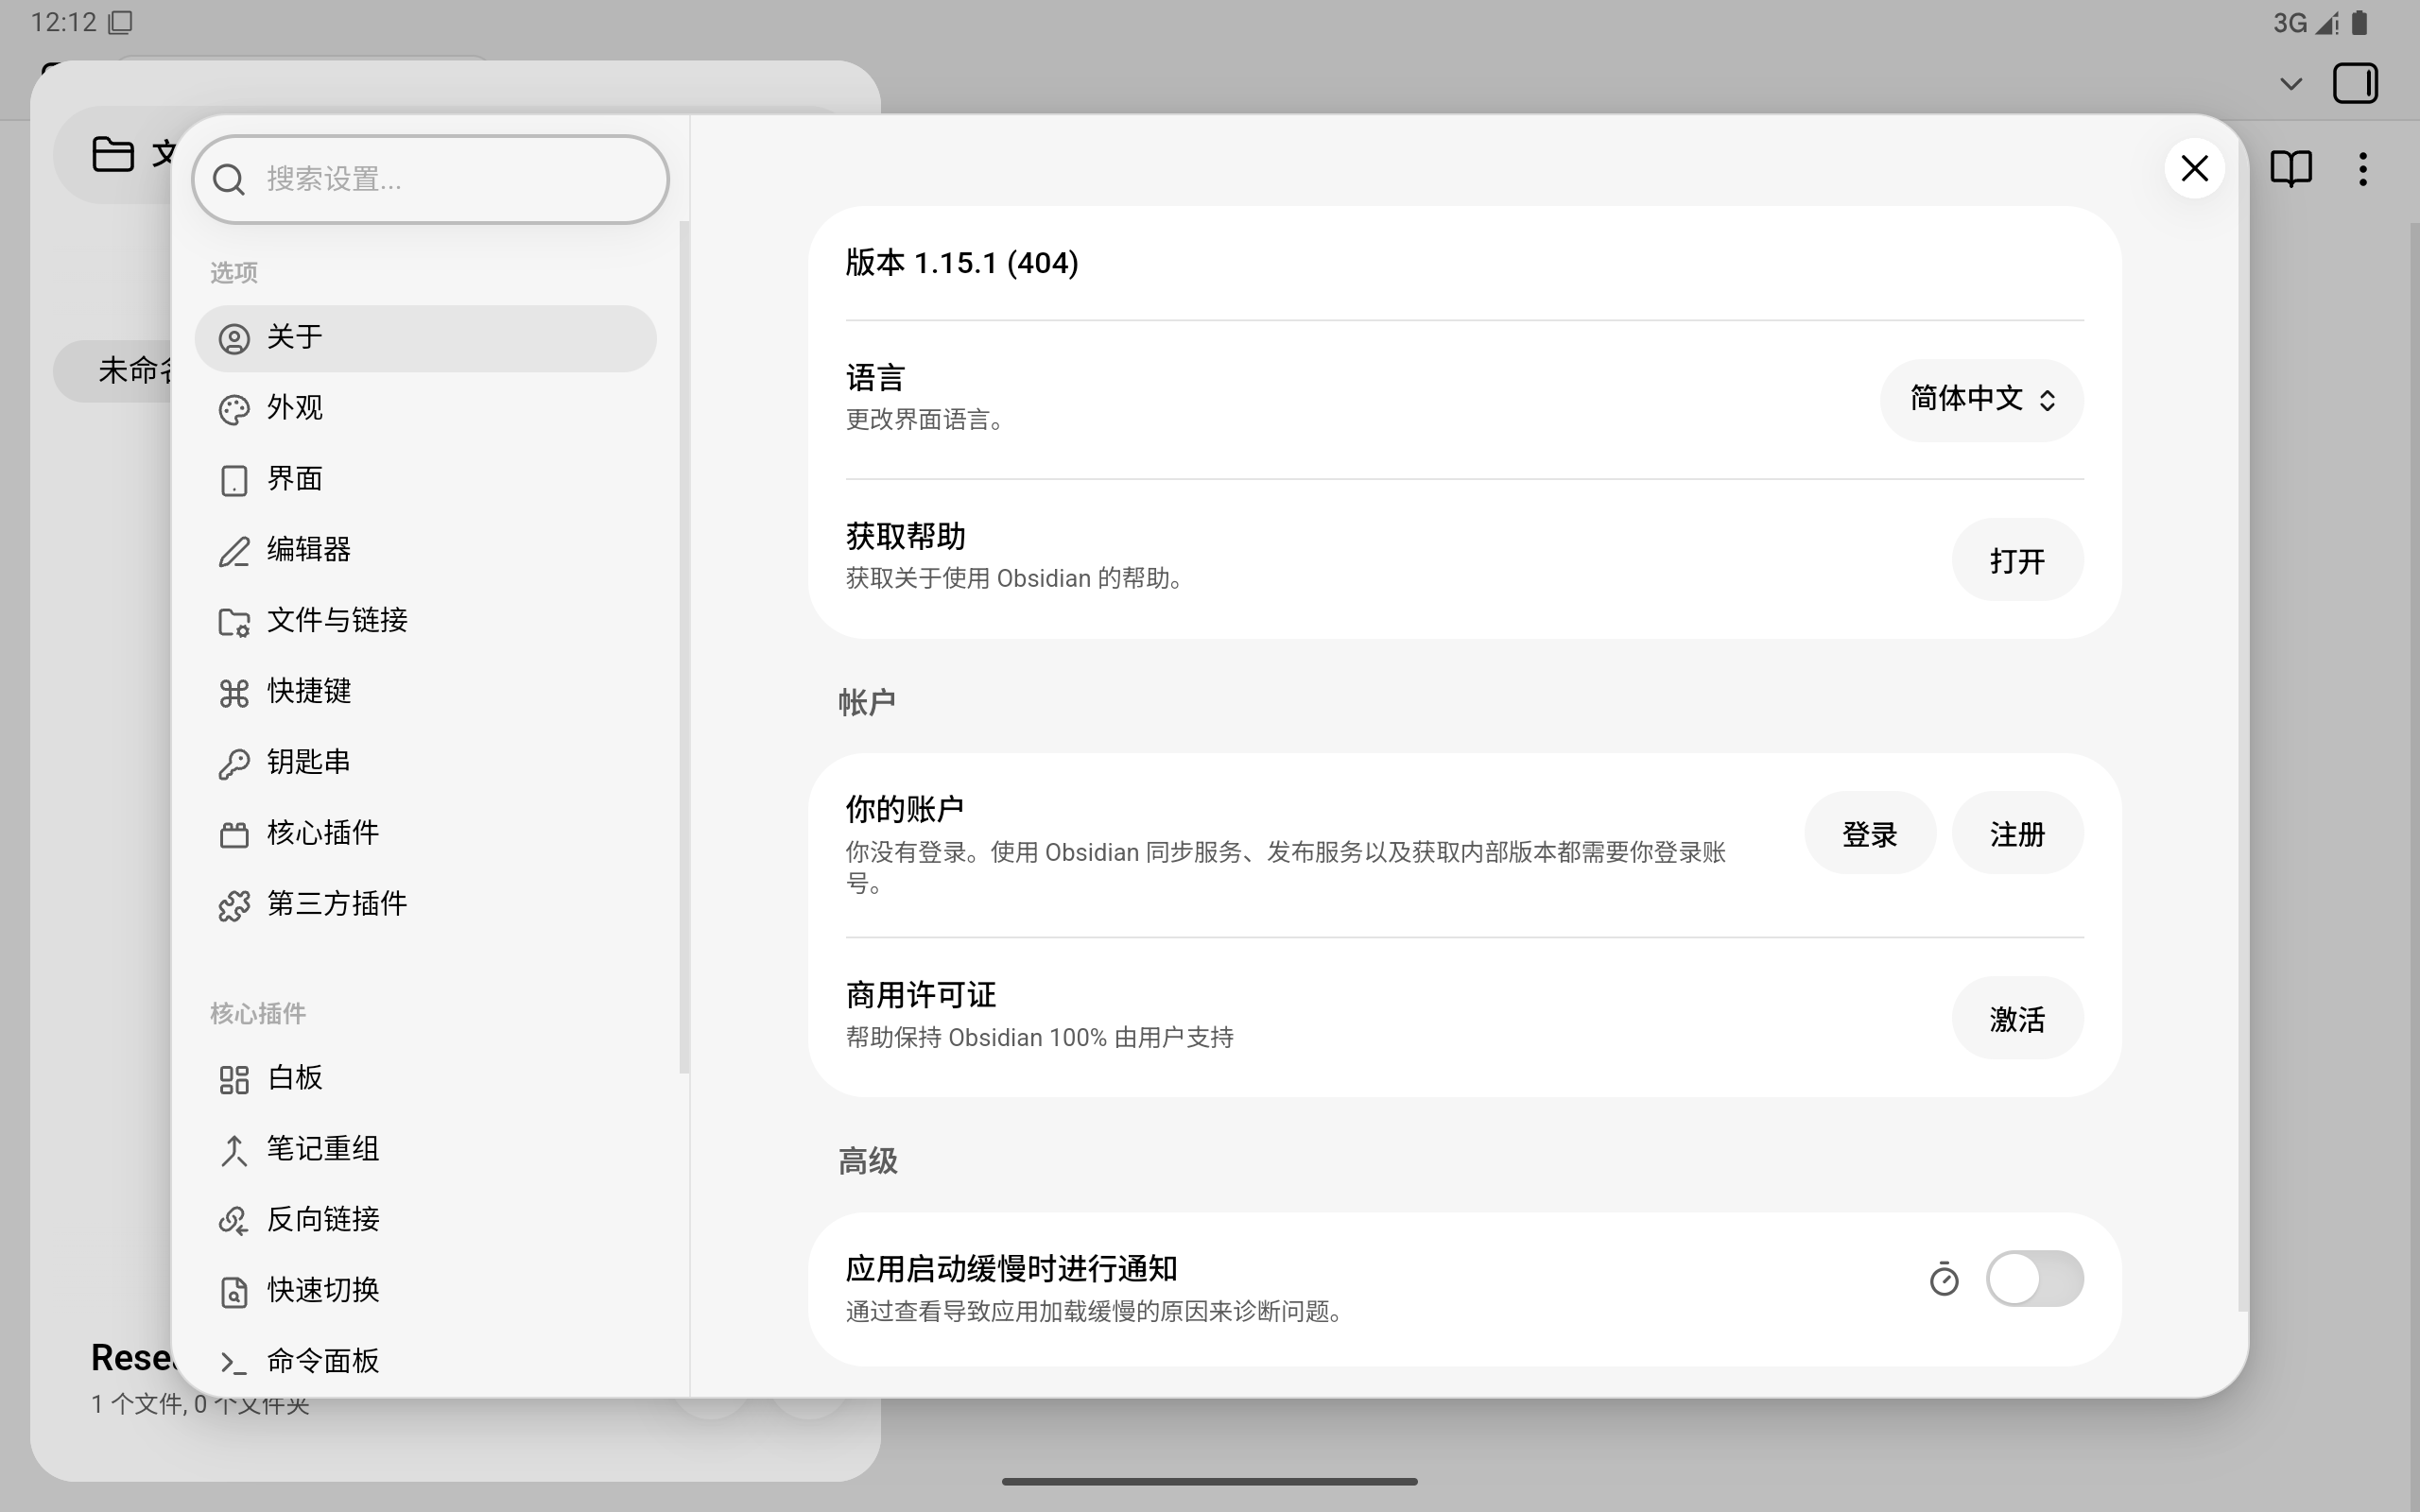 12:12
3G
文
未命名
Rese
1 个文件, 0 个文件夹
搜索设置...
选项
关于
外观
界面
编辑器
文件与链接
快捷键
钥匙串
核心插件
第三方插件
核心插件
白板
笔记重组
反向链接
快速切换
命令面板
版本 1.15.1 (404)
语言
更改界面语言。
简体中文
获取帮助
获取关于使用 Obsidian 的帮助。
打开
帐户
你的账户
你没有登录。使用 Obsidian 同步服务、发布服务以及获取内部版本都需要你登录账
号。
登录
注册
商用许可证
帮助保持 Obsidian 100% 由用户支持
激活
高级
应用启动缓慢时进行通知
通过查看导致应用加载缓慢的原因来诊断问题。